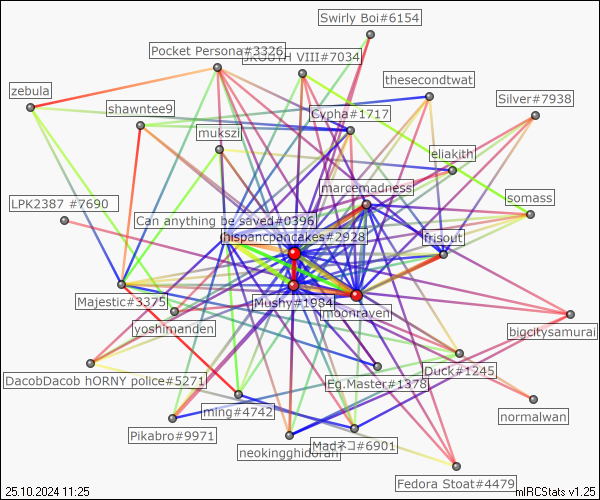 Swirly Boi#6154
Pocket Persona#3326
JROOTH VIII#7034
thesecondtwat
zebula
Silver#7938
shawntee9
Cypha#1717
mukszi
eliakith
marcemadness
somass
LPK2387 #7690
Can anything be saved#0396
hispancpancakes#2928
frisout
Majestic#3375
Mushy#1984
moonraven
yoshimanden
bigcitysamurai
DacobDacob hORNY police#5271
Eg.Master#1378
Duck#1245
ming#4742
normalwan
Pikabro#9971
neokingghidorah
Madネコ#6901
Fedora Stoat#4479
25.10.2024 11:25
mIRCStats v1.25